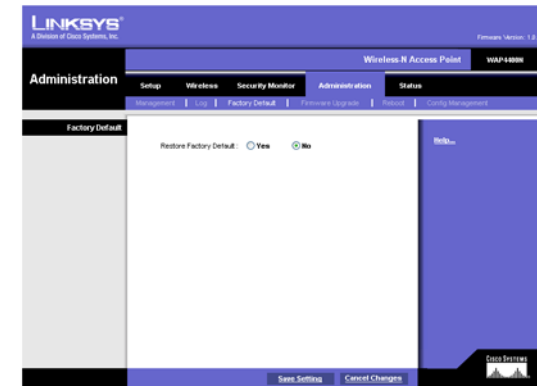 LINKSYS®
A Division of Cisco Systems, Inc.
Firmware Version: 1.0
Wireless-N Access Point
WAP4400N
Administration
Setup
Wireless
Security Monitor
Administration
Status
Management | Log | Factory Default | Firmware Upgrade | Reboot | Config Management
Factory Default
Restore Factory Default : Yes No
Help...
Save Setting
Cancel Changes
CISCO SYSTEMS